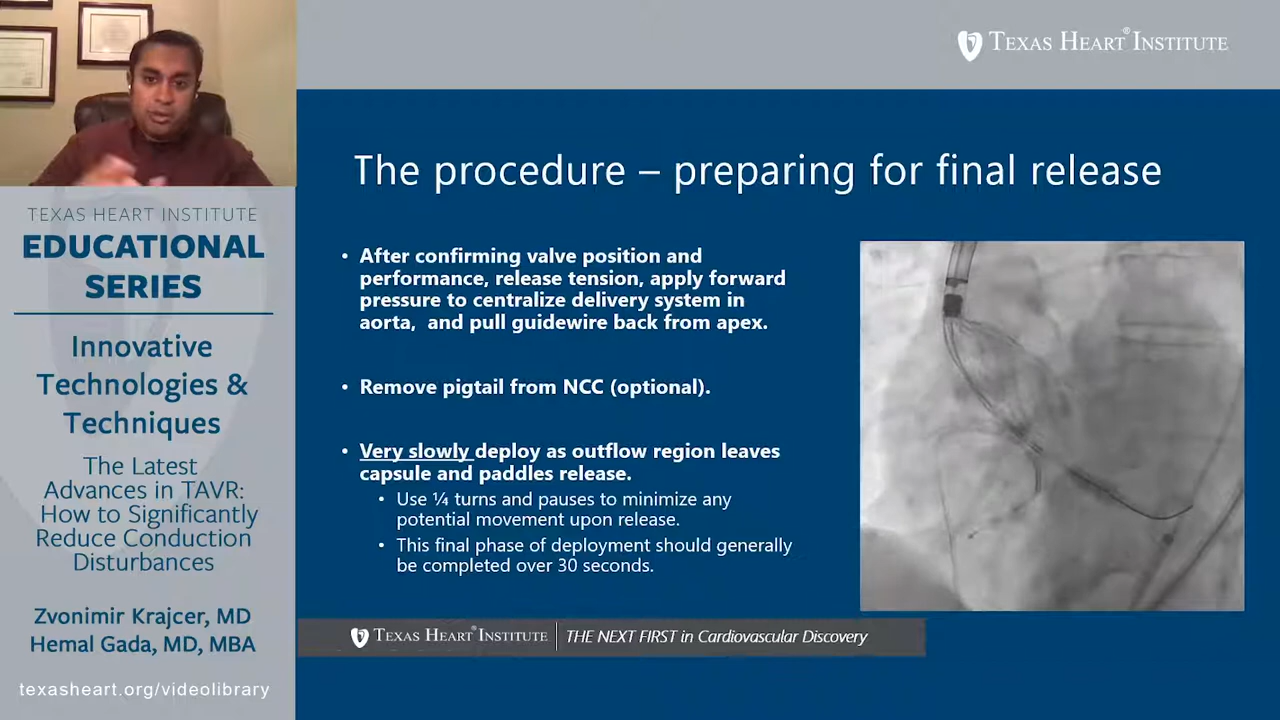 TEXAS HEART® INSTITUTE
The procedure – preparing for final release
• After confirming valve position and
performance, release tension, apply forward
pressure to centralize delivery system in
aorta, and pull guidewire back from apex.
• Remove pigtail from NCC (optional).
• Very slowly deploy as outflow region leaves
capsule and paddles release.
• Use ¼ turns and pauses to minimize any
potential movement upon release.
• This final phase of deployment should generally
be completed over 30 seconds.
TEXAS HEART® INSTITUTE
THE NEXT FIRST in Cardiovascular Discovery
TEXAS HEART INSTITUTE
EDUCATIONAL
SERIES
Innovative
Technologies &
Techniques
The Latest
Advances in TAVR:
How to Significantly
Reduce Conduction
Disturbances
Zvonimir Krajcer, MD
Hemal Gada, MD, MBA
texasheart.org/videolibrary